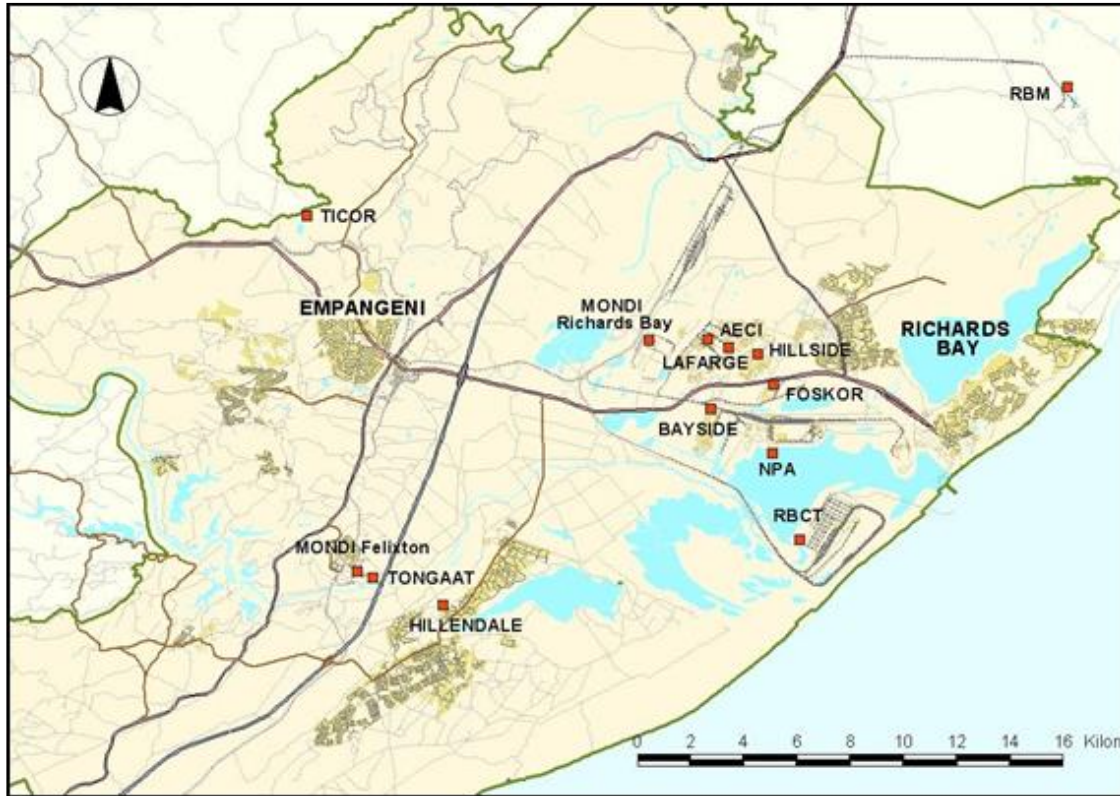 RBM
TICOR
EMPANGENI
MONDI
Richards Bay
AECI
LAFARGE
HILLSIDE
RICHARDS
BAY
FOSKOR
BAYSIDE
NPA
RBCT
MONDI Felixton
TONGAAT
HILLENDALE
0 2 4 6 8 10 12 14 16 Kilom